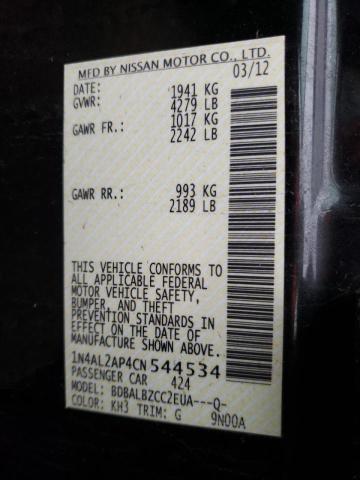 MFD BY NISSAN MOTOR CO., LTD.
DATE: 03/12
GVWR: 1941 KG
4279 LB
GAWR FR.: 1017 KG
2242 LB
GAWR RR.: 993 KG
2189 LB
THIS VEHICLE CONFORMS TO
ALL APPLICABLE FEDERAL
MOTOR VEHICLE SAFETY,
BUMPER, AND THEFT
PREVENTION STANDARDS IN
EFFECT ON THE DATE OF
MANUFACTURE SHOWN ABOVE.
1N4AL2AP4CN544534
PASSENGER CAR 424
MODEL: BDBALBZCC2EUA---Q-
COLOR: KH3 TRIM: G 9N00A